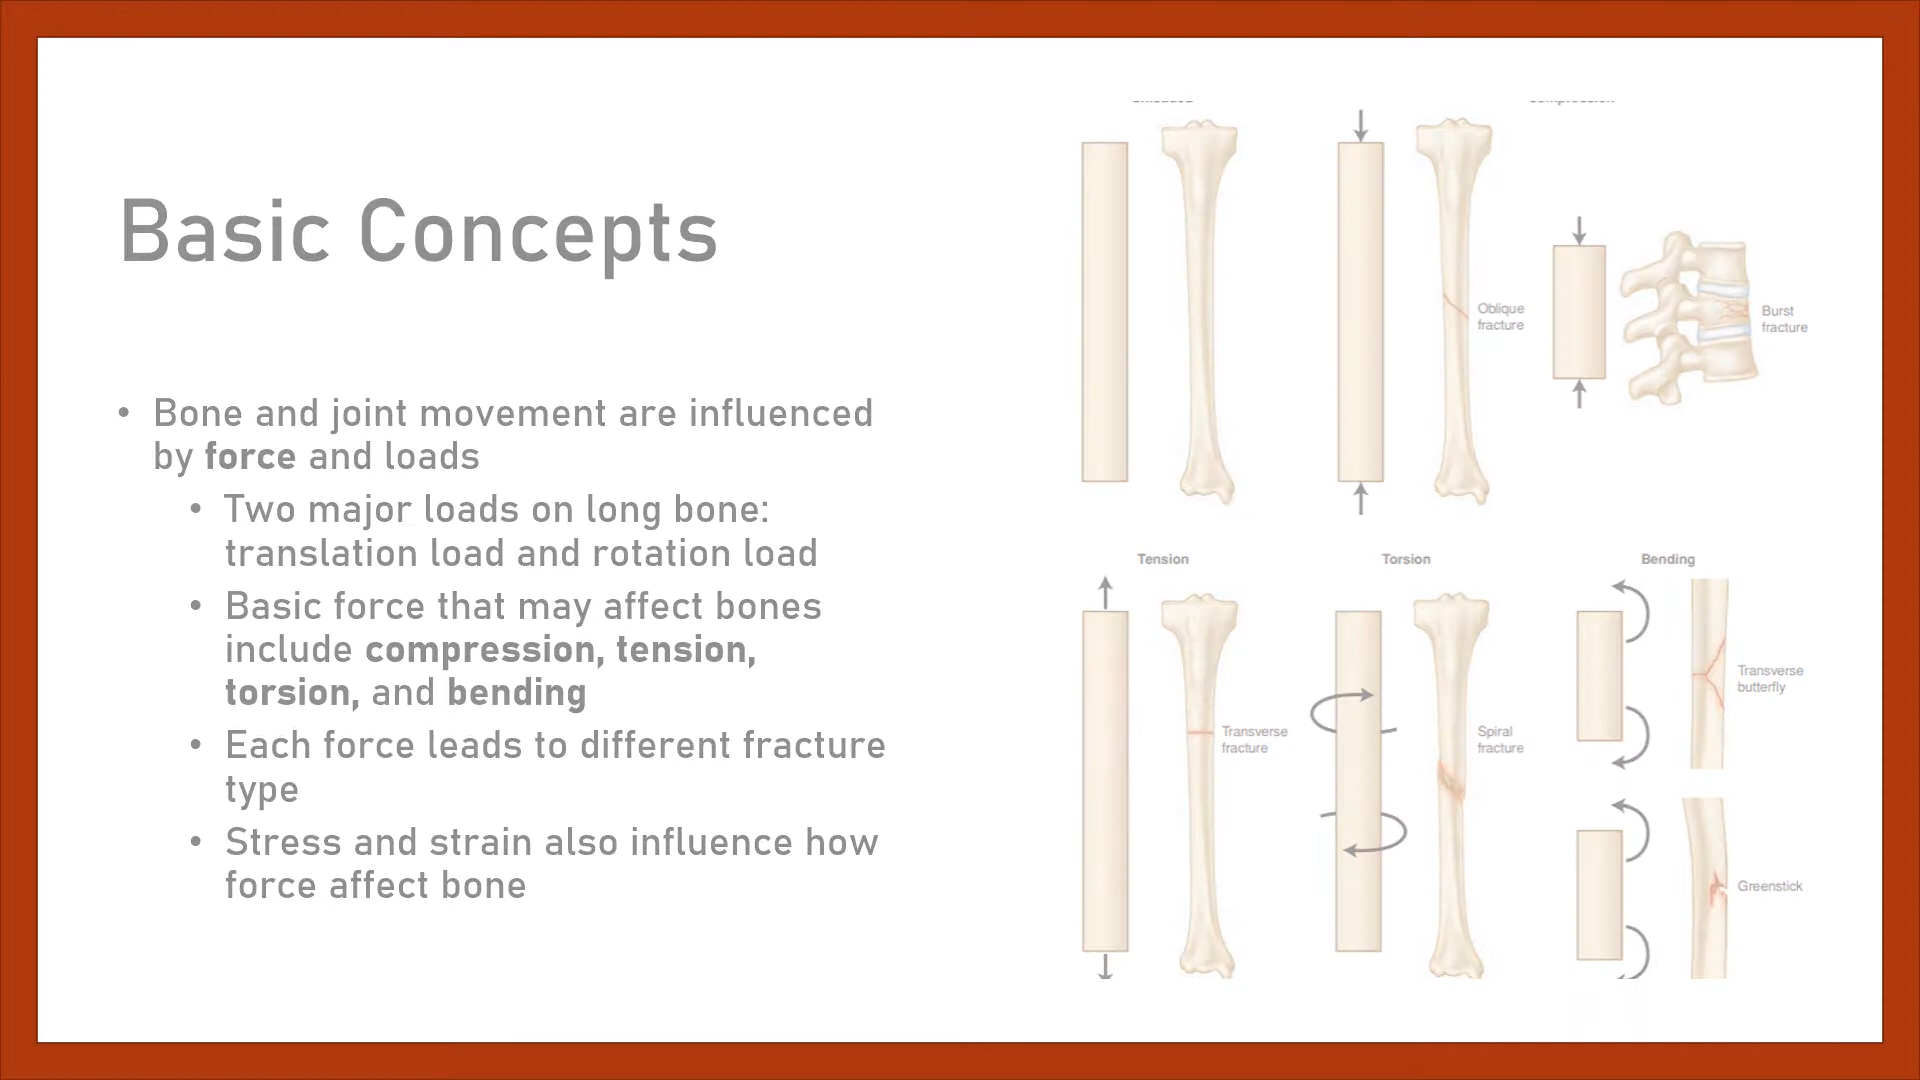 Basic Concepts
• Bone and joint movement are influenced
by force and loads
• Two major loads on long bone:
translation load and rotation load
• Basic force that may affect bones
include compression, tension,
torsion, and bending
• Each force leads to different fracture
type
• Stress and strain also influence how
force affect bone
Oblique
fracture
Burst
fracture
Tension
Torsion
Bending
Transverse
fracture
Spiral
fracture
Transverse
butterfly
Greenstick